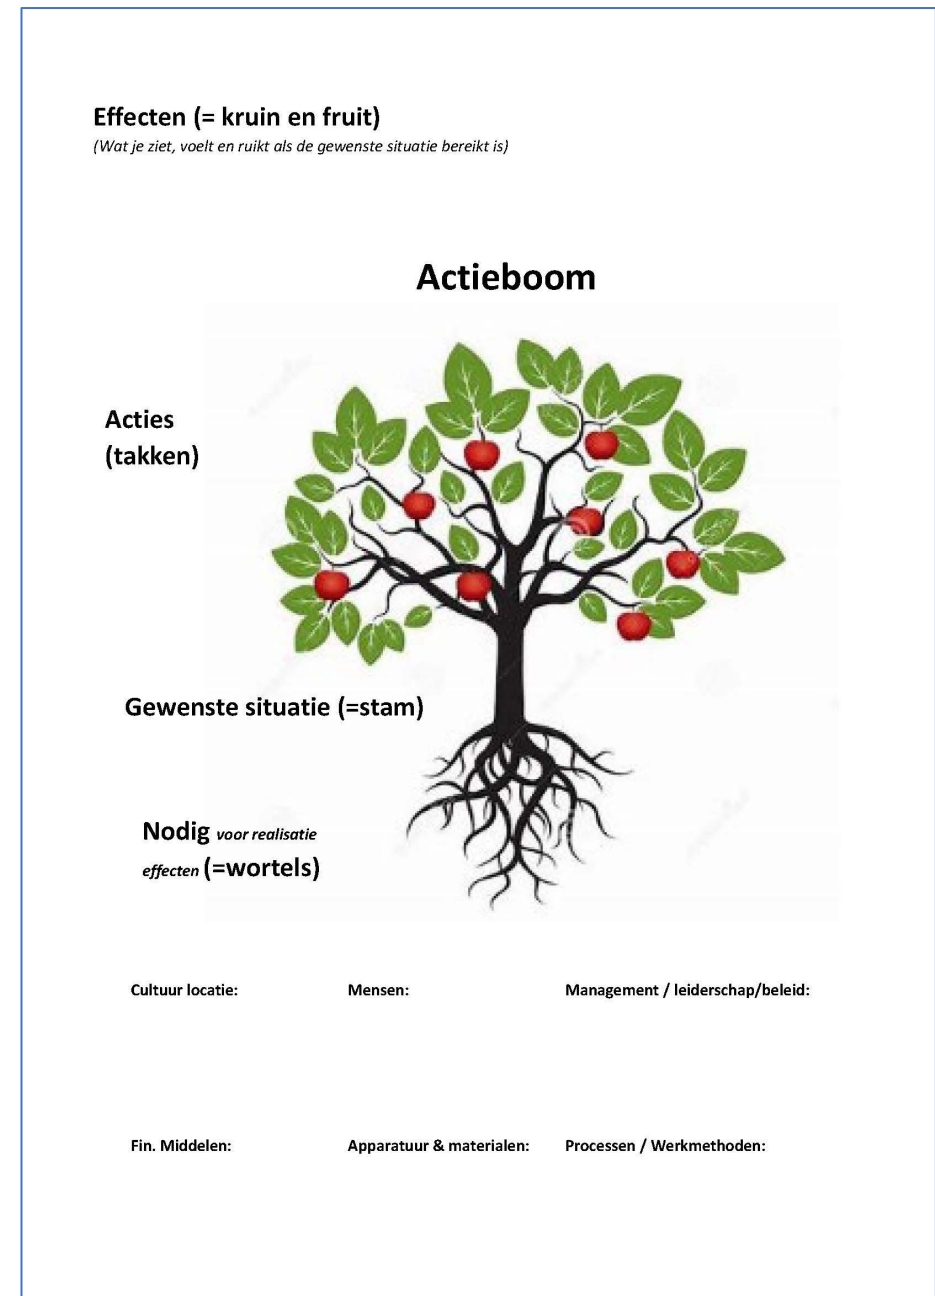 Effecten (= kruin en fruit)
(Wat je ziet, voelt en ruikt als de gewenste situatie bereikt is)
Actieboom
Acties
(takken)
Gewenste situatie (=stam)
Nodig voor realisatie
effecten (=wortels)
Cultuur locatie:
Mensen:
Management / leiderschap/beleid:
Fin. Middelen:
Apparatuur & materialen:
Processen / Werkmethoden: